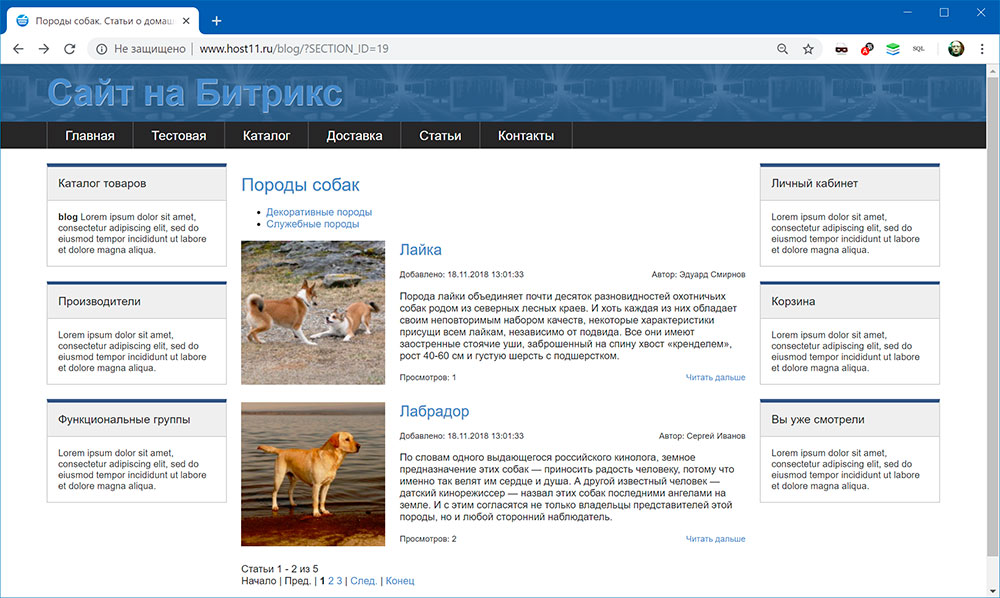 Породы собак. Статьи о домаш
Не защищено | www.host11.ru/blog/?SECTION_ID=19
SQL
Сайт на Битрикс
Главная Тестовая Каталог Доставка Статьи Контакты
Каталог товаров
blog Lorem ipsum dolor sit amet,
consectetur adipiscing elit, sed do
eiusmod tempor incididunt ut labore
et dolore magna aliqua.
Производители
Lorem ipsum dolor sit amet,
consectetur adipiscing elit, sed do
eiusmod tempor incididunt ut labore
et dolore magna aliqua.
Функциональные группы
Lorem ipsum dolor sit amet,
consectetur adipiscing elit, sed do
eiusmod tempor incididunt ut labore
et dolore magna aliqua.
Породы собак
Декоративные породы
Служебные породы
Лайка
Добавлено: 18.11.2018 13:01:33 Автор: Эдуард Смирнов
Порода лайки объединяет почти десяток разновидностей охотничьих
собак родом из северных лесных краев. И хоть каждая из них обладает
своим неповторимым набором качеств, некоторые характеристики
присущи всем лайкам, независимо от подвида. Все они имеют
заостренные стоячие уши, заброшенный на спину хвост «кренделем»,
рост 40-60 см и густую шерсть с подшерстком.
Просмотров: 1 Читать дальше
Лабрадор
Добавлено: 18.11.2018 13:01:33 Автор: Сергей Иванов
По словам одного выдающегося российского кинолога, земное
предназначение этих собак — приносить радость человеку, потому что
именно так велят им сердце и душа. А другой известный человек —
датский кинорежиссер — назвал этих собак последними ангелами на
земле. И с этим согласятся не только владельцы представителей этой
породы, но и любой сторонний наблюдатель.
Просмотров: 2 Читать дальше
Статьи 1 - 2 из 5
Начало | Пред. | 1 2 3 | След. | Конец
Личный кабинет
Lorem ipsum dolor sit amet,
consectetur adipiscing elit, sed do
eiusmod tempor incididunt ut labore
et dolore magna aliqua.
Корзина
Lorem ipsum dolor sit amet,
consectetur adipiscing elit, sed do
eiusmod tempor incididunt ut labore
et dolore magna aliqua.
Вы уже смотрели
Lorem ipsum dolor sit amet,
consectetur adipiscing elit, sed do
eiusmod tempor incididunt ut labore
et dolore magna aliqua.